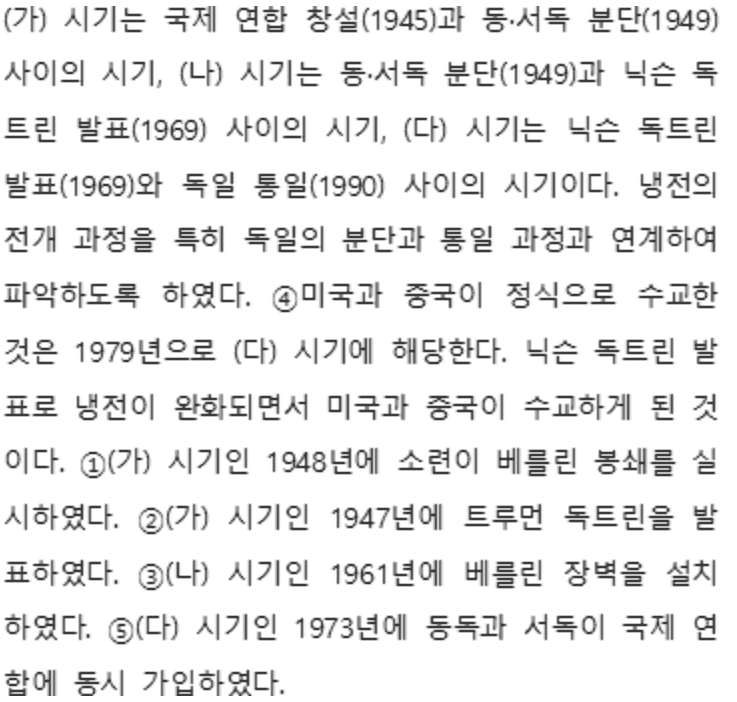 (가) 시기는 국제 연합 창설(1945)과 동·서독 분단(1949)
사이의 시기, (나) 시기는 동·서독 분단(1949)과 닉슨 독
트린 발표(1969) 사이의 시기, (다) 시기는 닉슨 독트린
발표(1969)와 독일 통일(1990) 사이의 시기이다. 냉전의
전개 과정을 특히 독일의 분단과 통일 과정과 연계하여
파악하도록 하였다. ④미국과 중국이 정식으로 수교한
것은 1979년으로 (다) 시기에 해당한다. 닉슨 독트린 발
표로 냉전이 완화되면서 미국과 중국이 수교하게 된 것
이다. ①(가) 시기인 1948년에 소련이 베를린 봉쇄를 실
시하였다. ②(가) 시기인 1947년에 트루먼 독트린을 발
표하였다. ③(나) 시기인 1961년에 베를린 장벽을 설치
하였다. ⑤(다) 시기인 1973년에 동독과 서독이 국제 연
합에 동시 가입하였다.